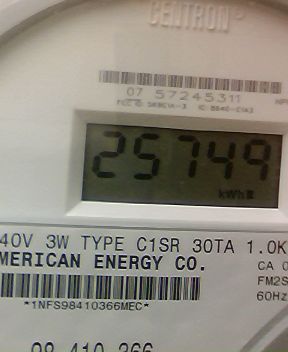 CENTRON®
07 57245311
25749
kWh
40V 3W TYPE C1SR 30TA 1.0K
MERICAN ENERGY CO.
CA 0
FM2S
*1NFS98410366MEC*
60Hz
98 410 366